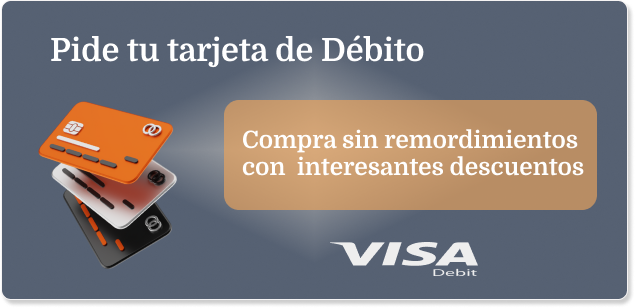 Pide tu tarjeta de Débito
Compra sin remordimientos
con interesantes descuentos
VISA
Debit